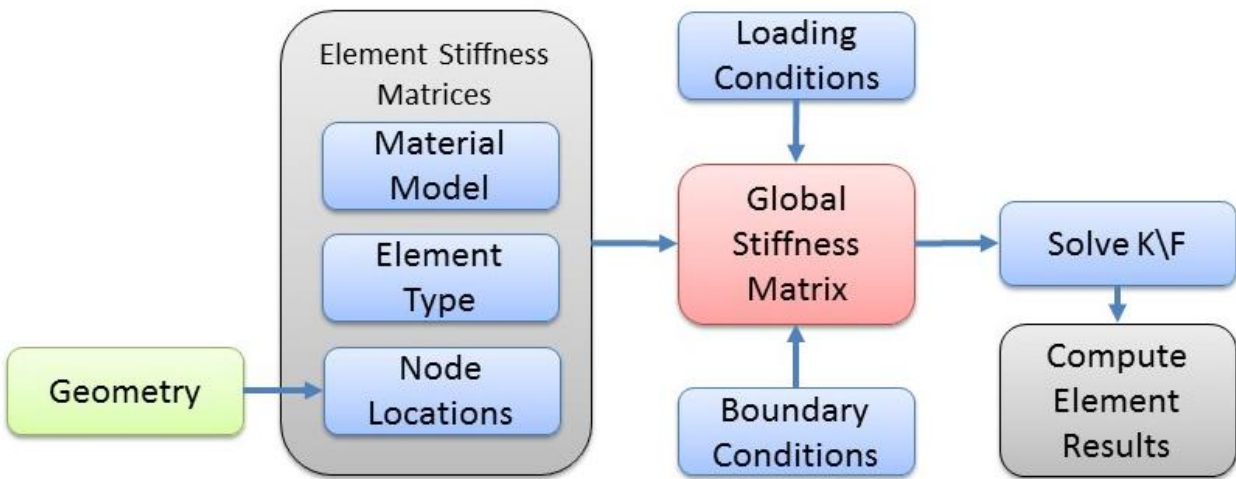 Element Stiffness
Matrices
Material
Model
Element
Type
Node
Locations
Geometry
Loading
Conditions
Global
Stiffness
Matrix
Boundary
Conditions
Solve K\F
Compute
Element
Results